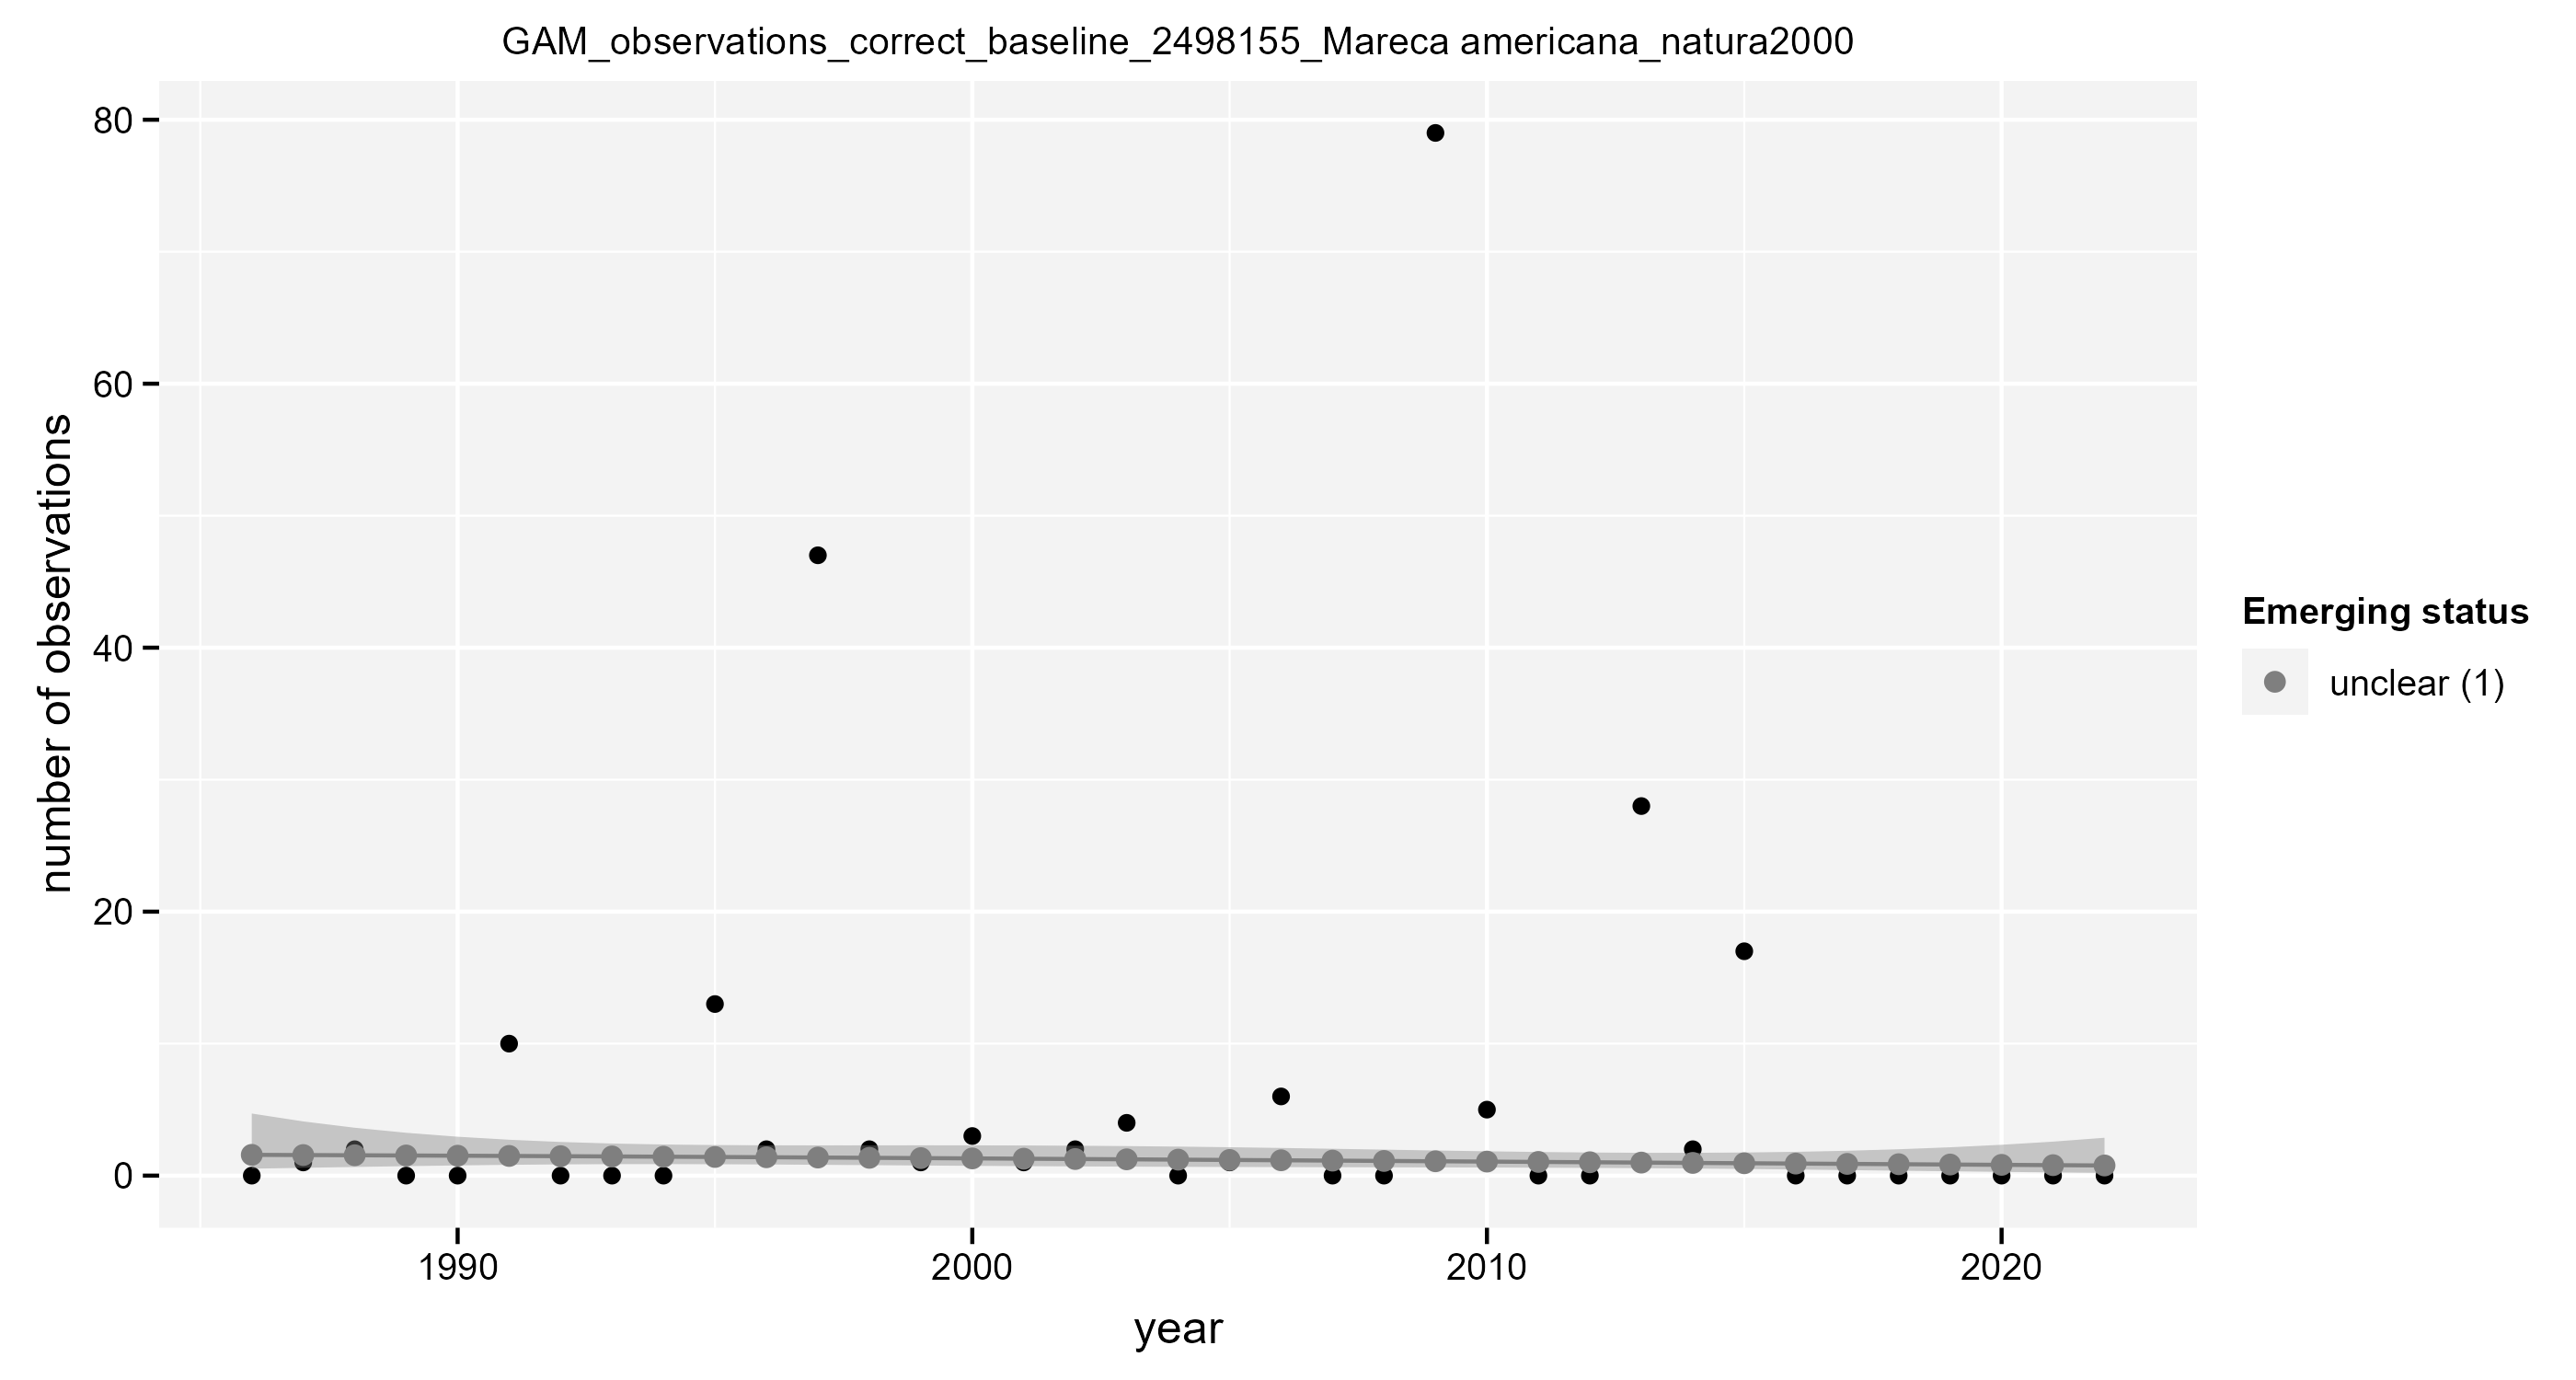 GAM_observations_correct_baseline_2498155_Mareca americana_natura2000
80
60
40
20
0
number of observations
1990 2000 2010 2020
year
Emerging status
unclear (1)